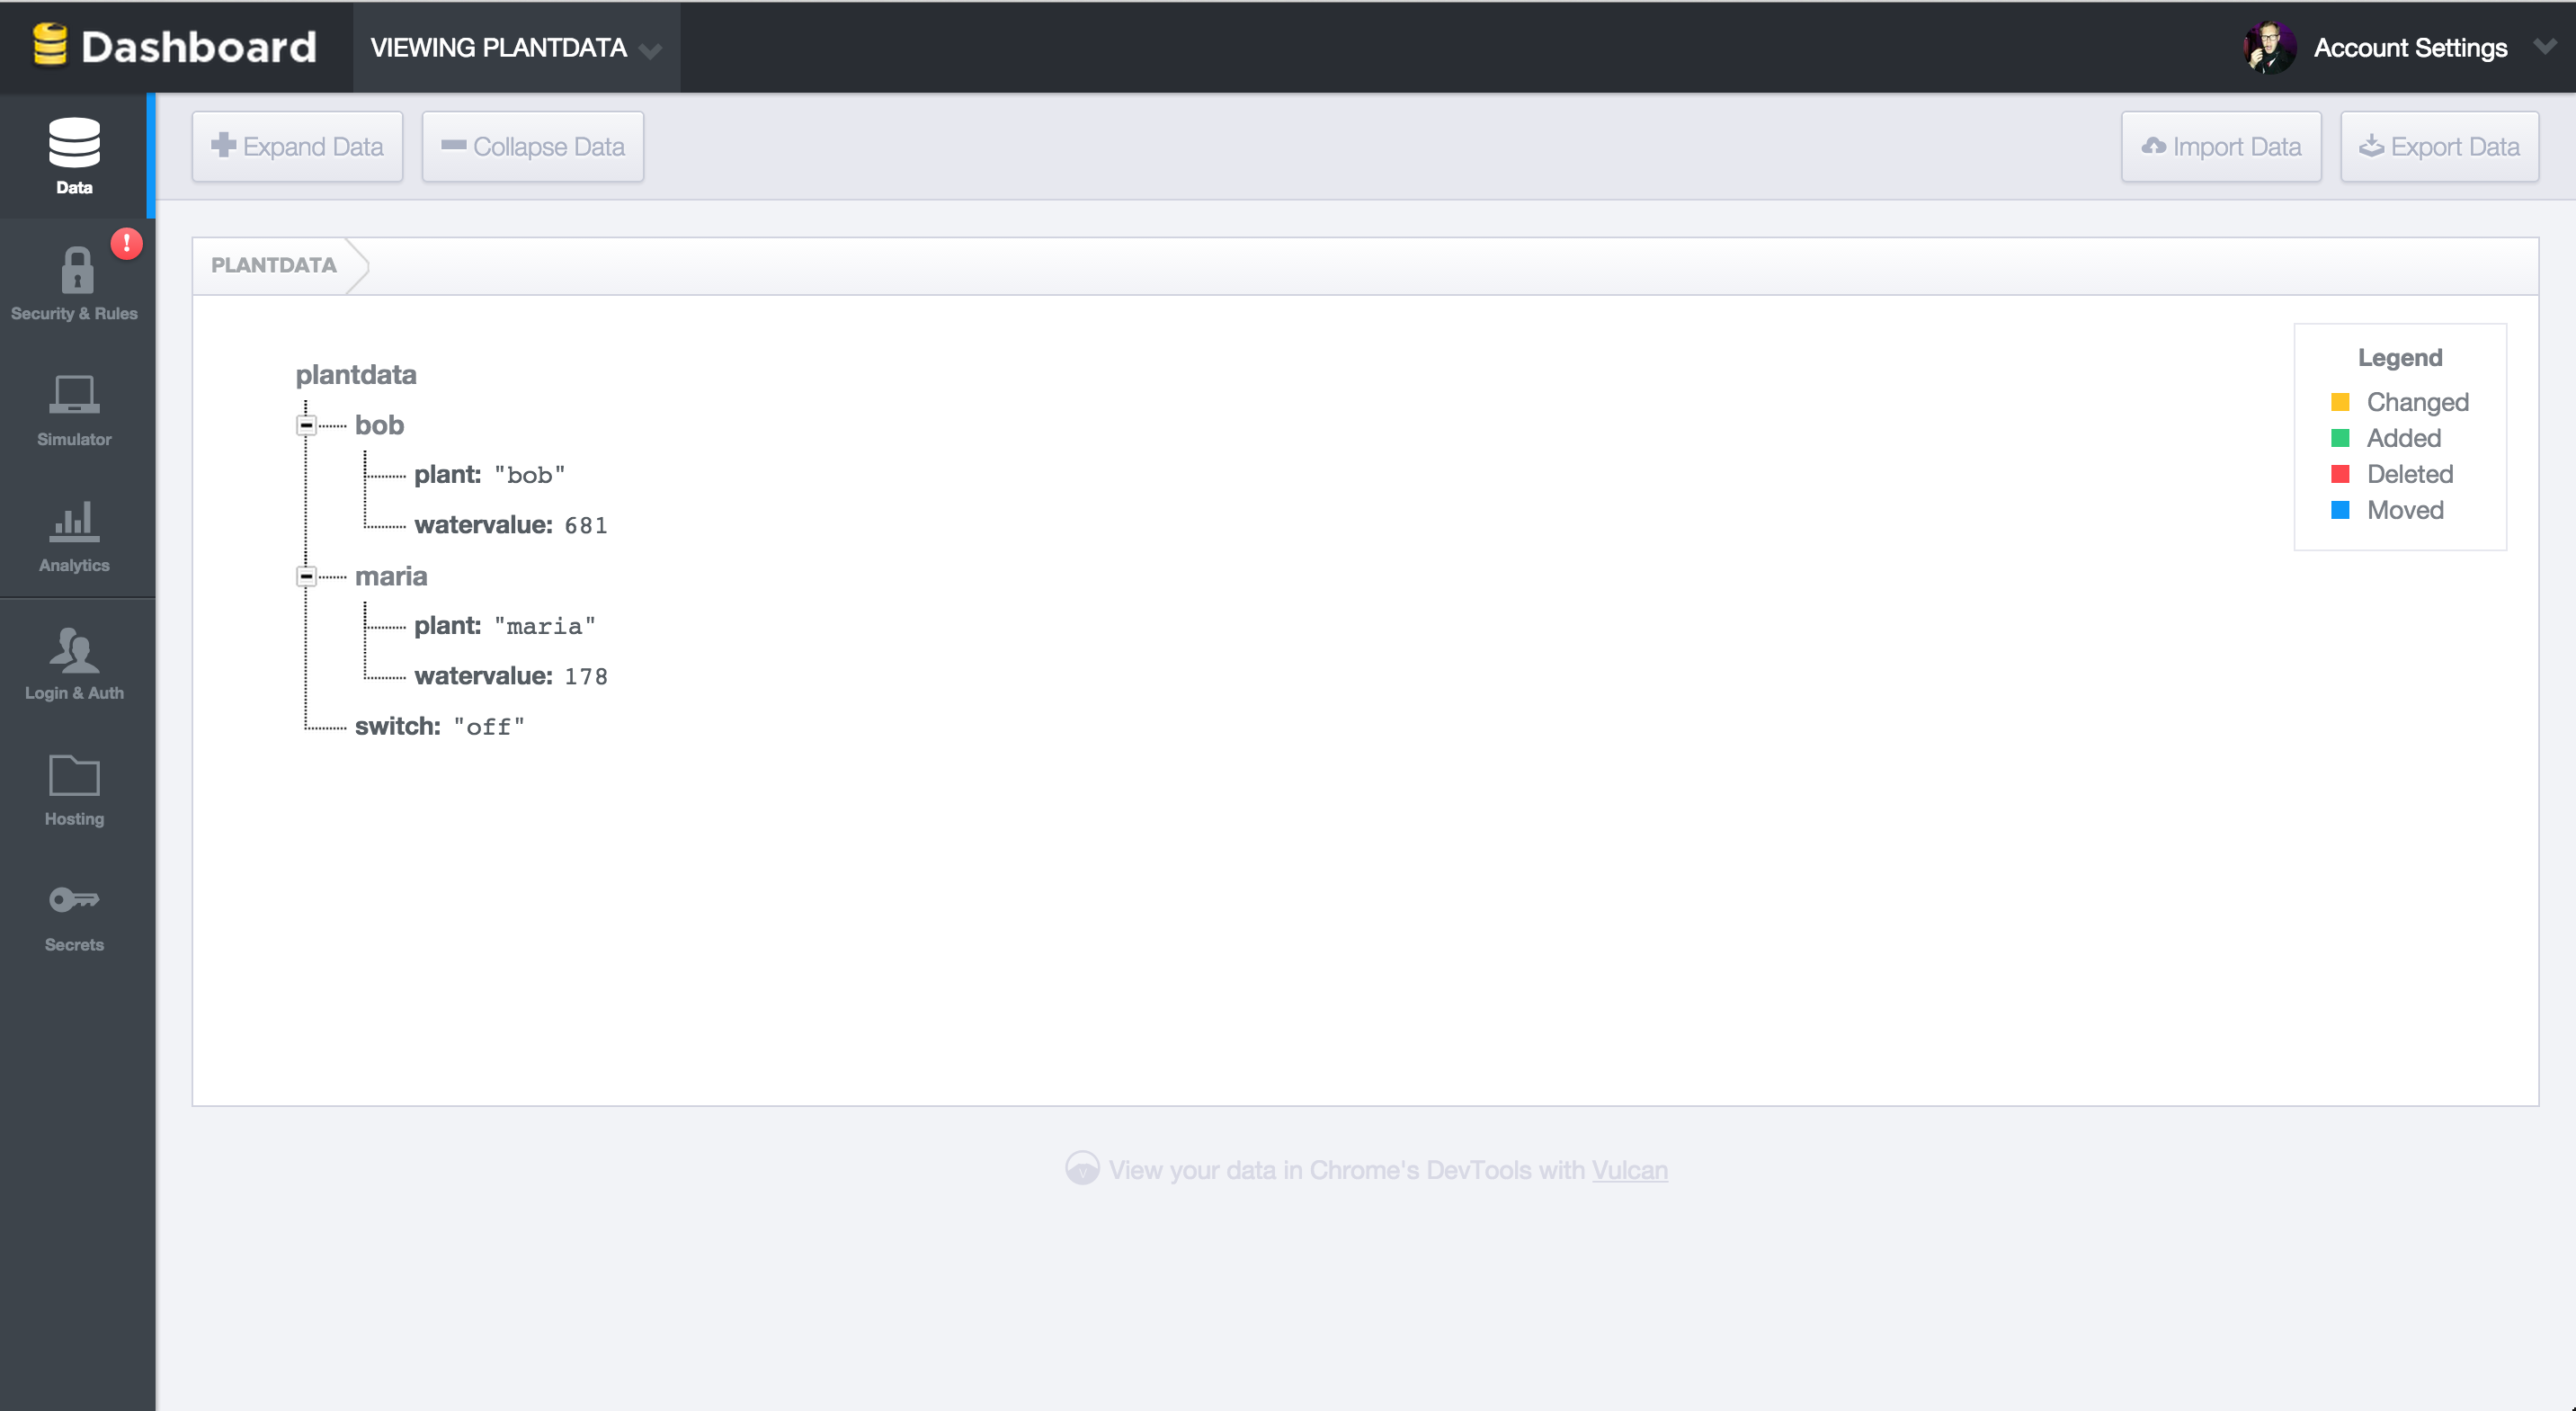 Dashboard
VIEWING PLANTDATA
Account Settings
Data
Security & Rules
Simulator
Analytics
Login & Auth
Hosting
Secrets
Expand Data
Collapse Data
Import Data
Export Data
PLANTDATA
plantdata
bob
plant: "bob"
watervalue: 681
maria
plant: "maria"
watervalue: 178
switch: "off"
Legend
Changed
Added
Deleted
Moved
View your data in Chrome's DevTools with Vulcan